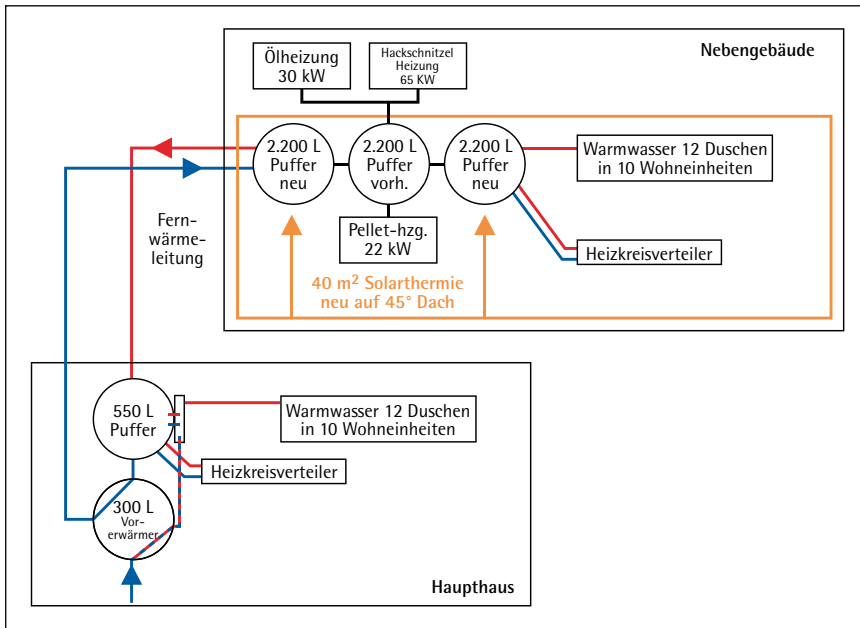 Nebengebäude
Ölheizung
30 kW
Hackschnitzel
Heizung
65 KW
2.200 L
Puffer
neu
2.200 L
Puffer
vorh.
2.200 L
Puffer
neu
Warmwasser 12 Duschen
in 10 Wohneinheiten
Fern-
wärme-
leitung
Pellet-hzg.
22 kW
Heizkreisverteiler
40 m² Solarthermie
neu auf 45° Dach
550 L
Puffer
Warmwasser 12 Duschen
in 10 Wohneinheiten
Heizkreisverteiler
300 L
Vor-
erwärmer
Haupthaus